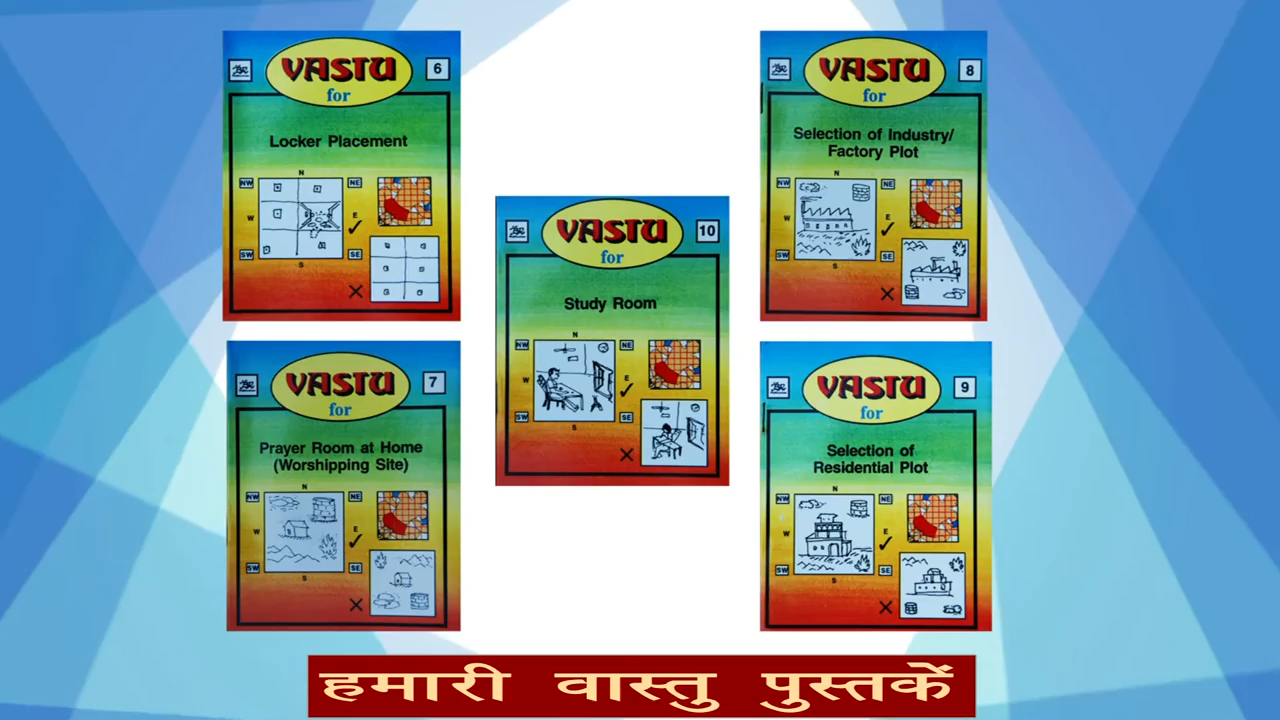 VASTU
6
for
Locker Placement
N
NW
NE
W
E
SW
SE
S
VASTU
7
for
Prayer Room at Home
(Worshipping Site)
N
NW
NE
W
E
SW
SE
S
VASTU
10
for
Study Room
N
NW
NE
W
E
SW
SE
S
VASTU
8
for
Selection of Industry/
Factory Plot
N
NW
NE
W
E
SW
SE
S
VASTU
9
for
Selection of
Residential Plot
N
NW
NE
W
E
SW
SE
S
हमारी वास्तु पुस्तकें